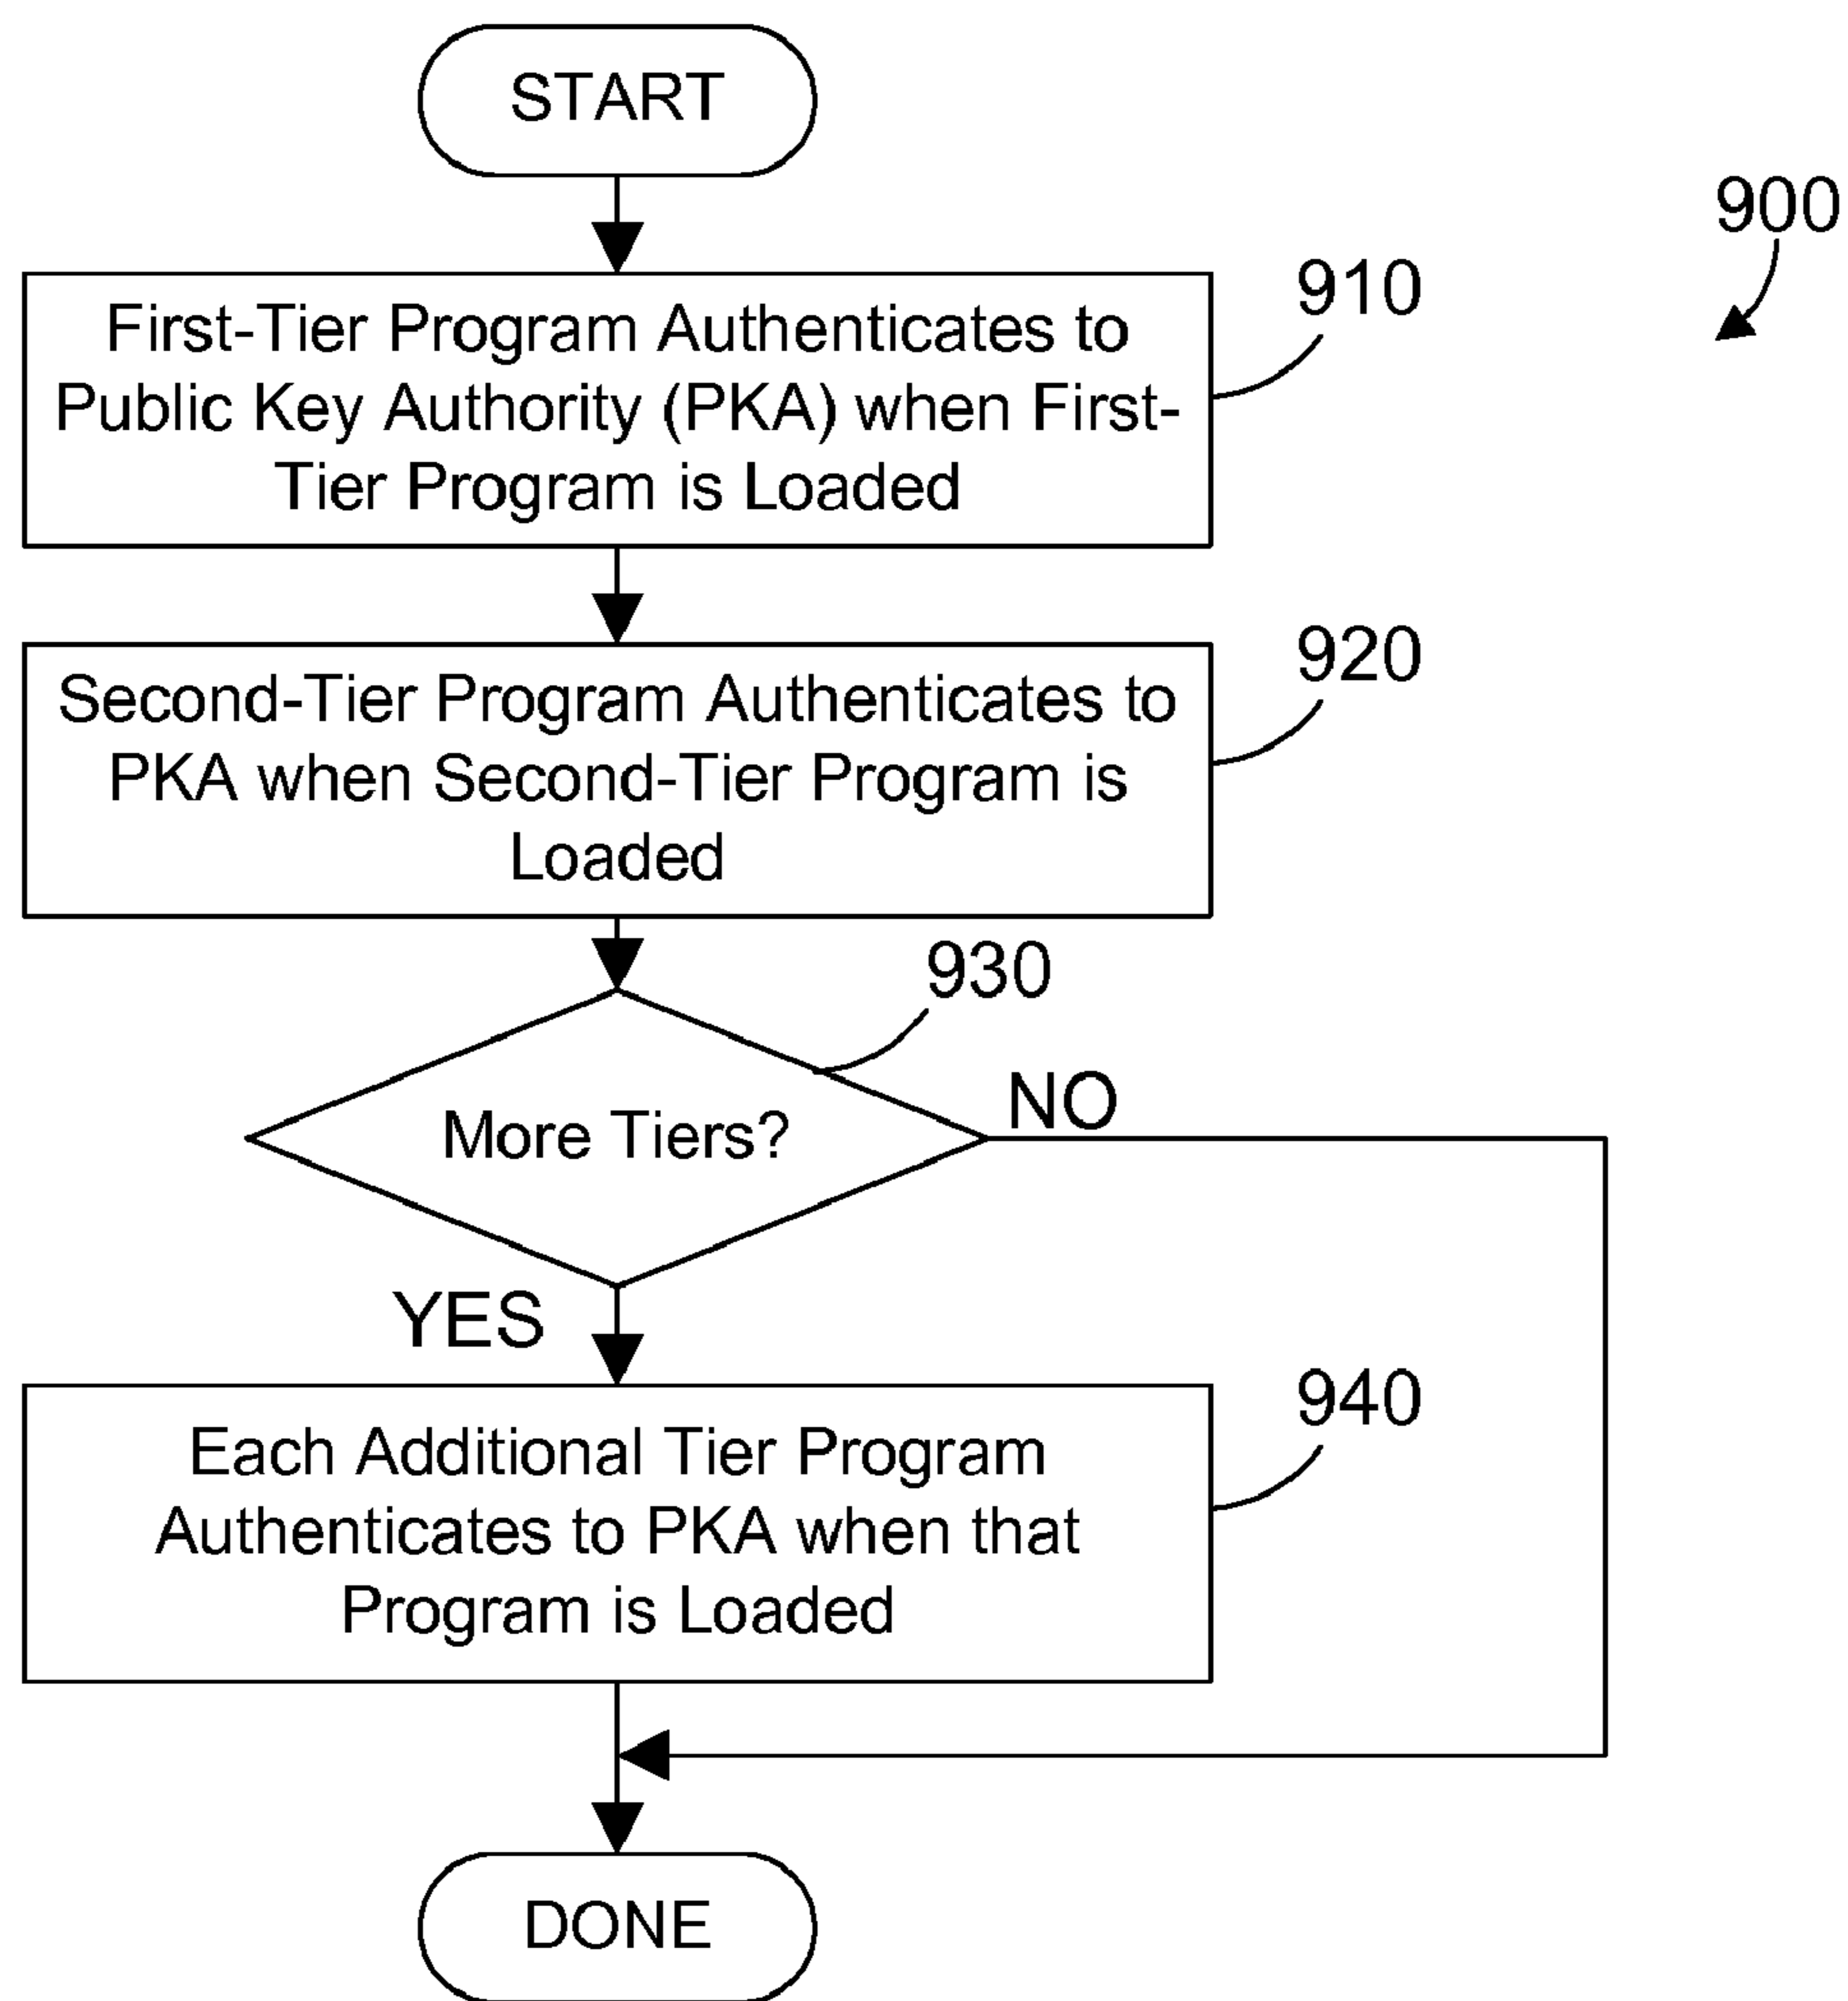 START
900
910
First-Tier Program Authenticates to
Public Key Authority (PKA) when First-
Tier Program is Loaded
920
Second-Tier Program Authenticates to
PKA when Second-Tier Program is
Loaded
930
More Tiers?
NO
YES
940
Each Additional Tier Program
Authenticates to PKA when that
Program is Loaded
DONE